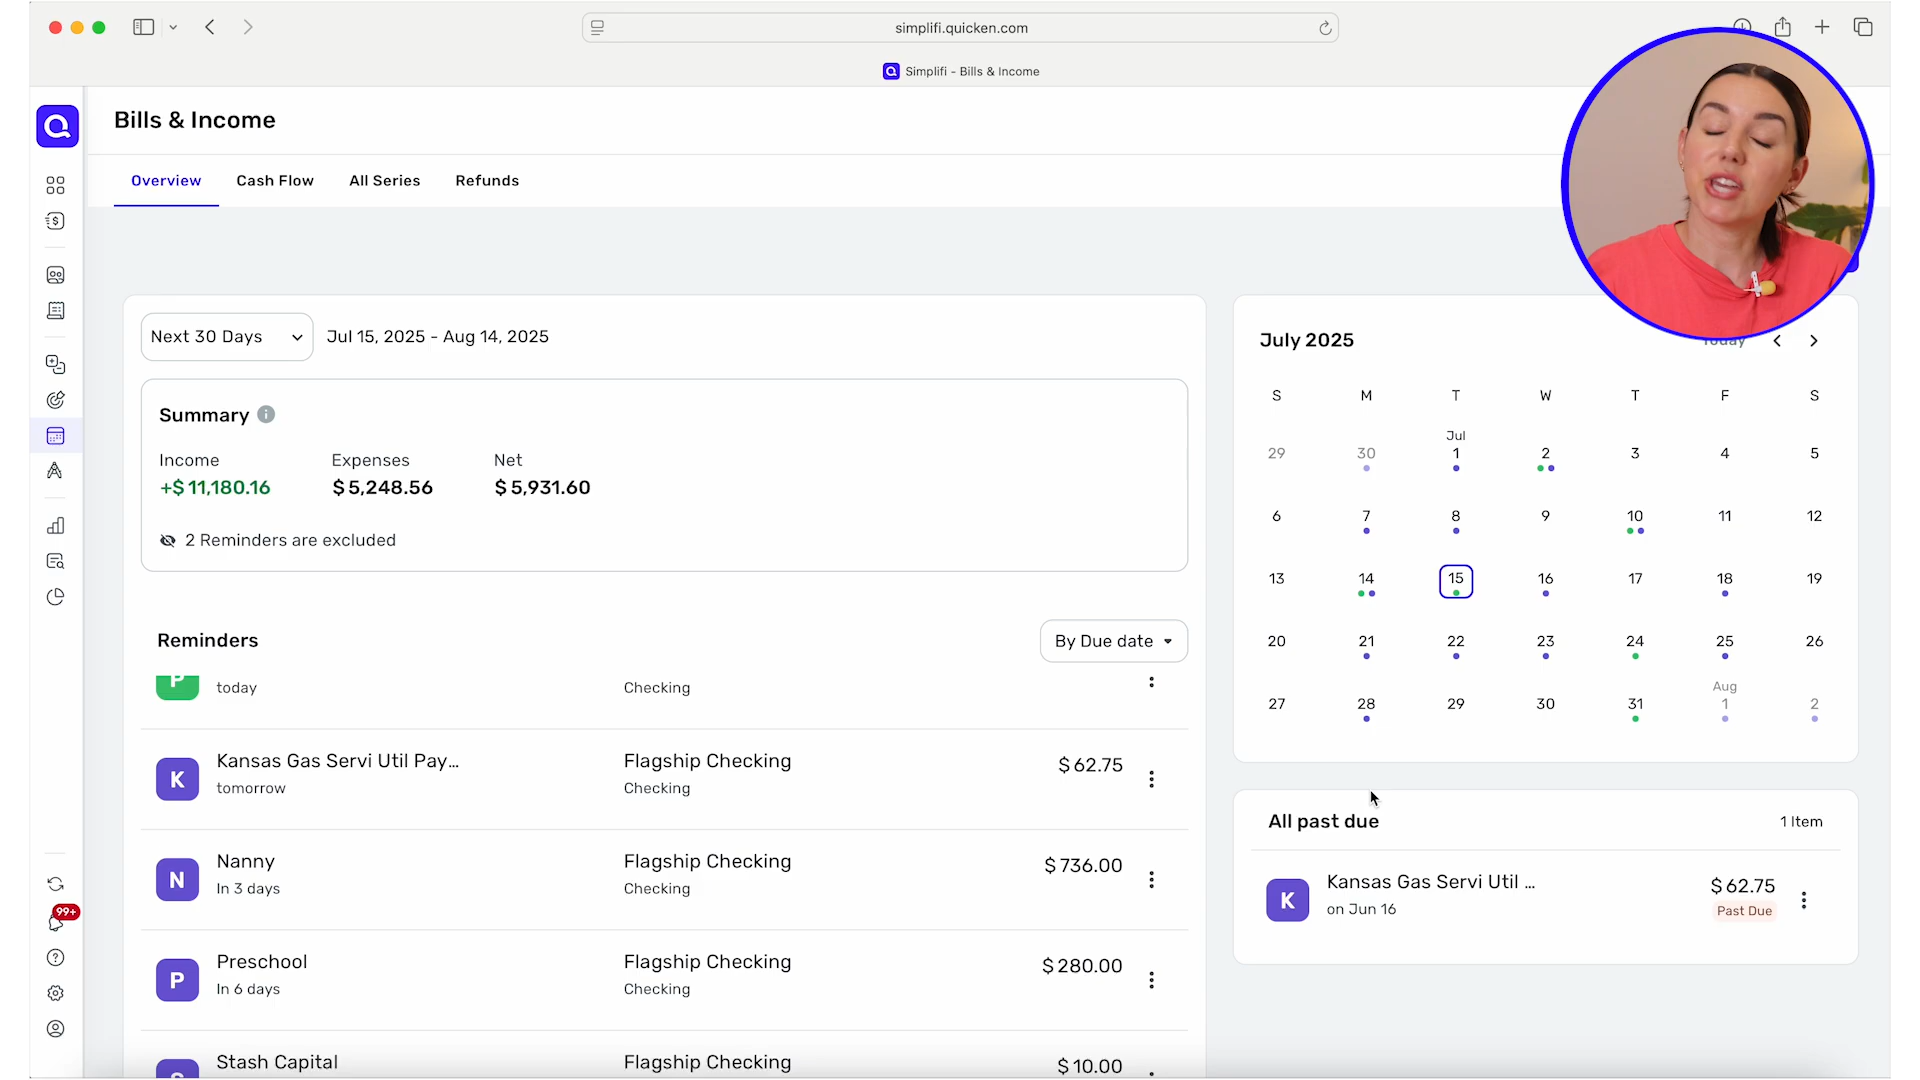 simplifi.quicken.com
Simplifi - Bills & Income
Bills & Income
Overview
Cash Flow
All Series
Refunds
Next 30 Days
Jul 15, 2025 - Aug 14, 2025
Summary
Income
Expenses
Net
+$11,180.16
$5,248.56
$5,931.60
2 Reminders are excluded
Reminders
By Due date
P
today
Checking
K
Kansas Gas Servi Util Pay...
tomorrow
Flagship Checking
Checking
$62.75
N
Nanny
In 3 days
Flagship Checking
Checking
$736.00
P
Preschool
In 6 days
Flagship Checking
Checking
$280.00
Stash Capital
Flagship Checking
$10.00
July 2025
Today
S M T W T F S
Jul
29 30 1 2 3 4 5
6 7 8 9 10 11 12
13 14 15 16 17 18 19
20 21 22 23 24 25 26
Aug
27 28 29 30 31 1 2
All past due
1 Item
K
Kansas Gas Servi Util ...
on Jun 16
$62.75
Past Due
99+